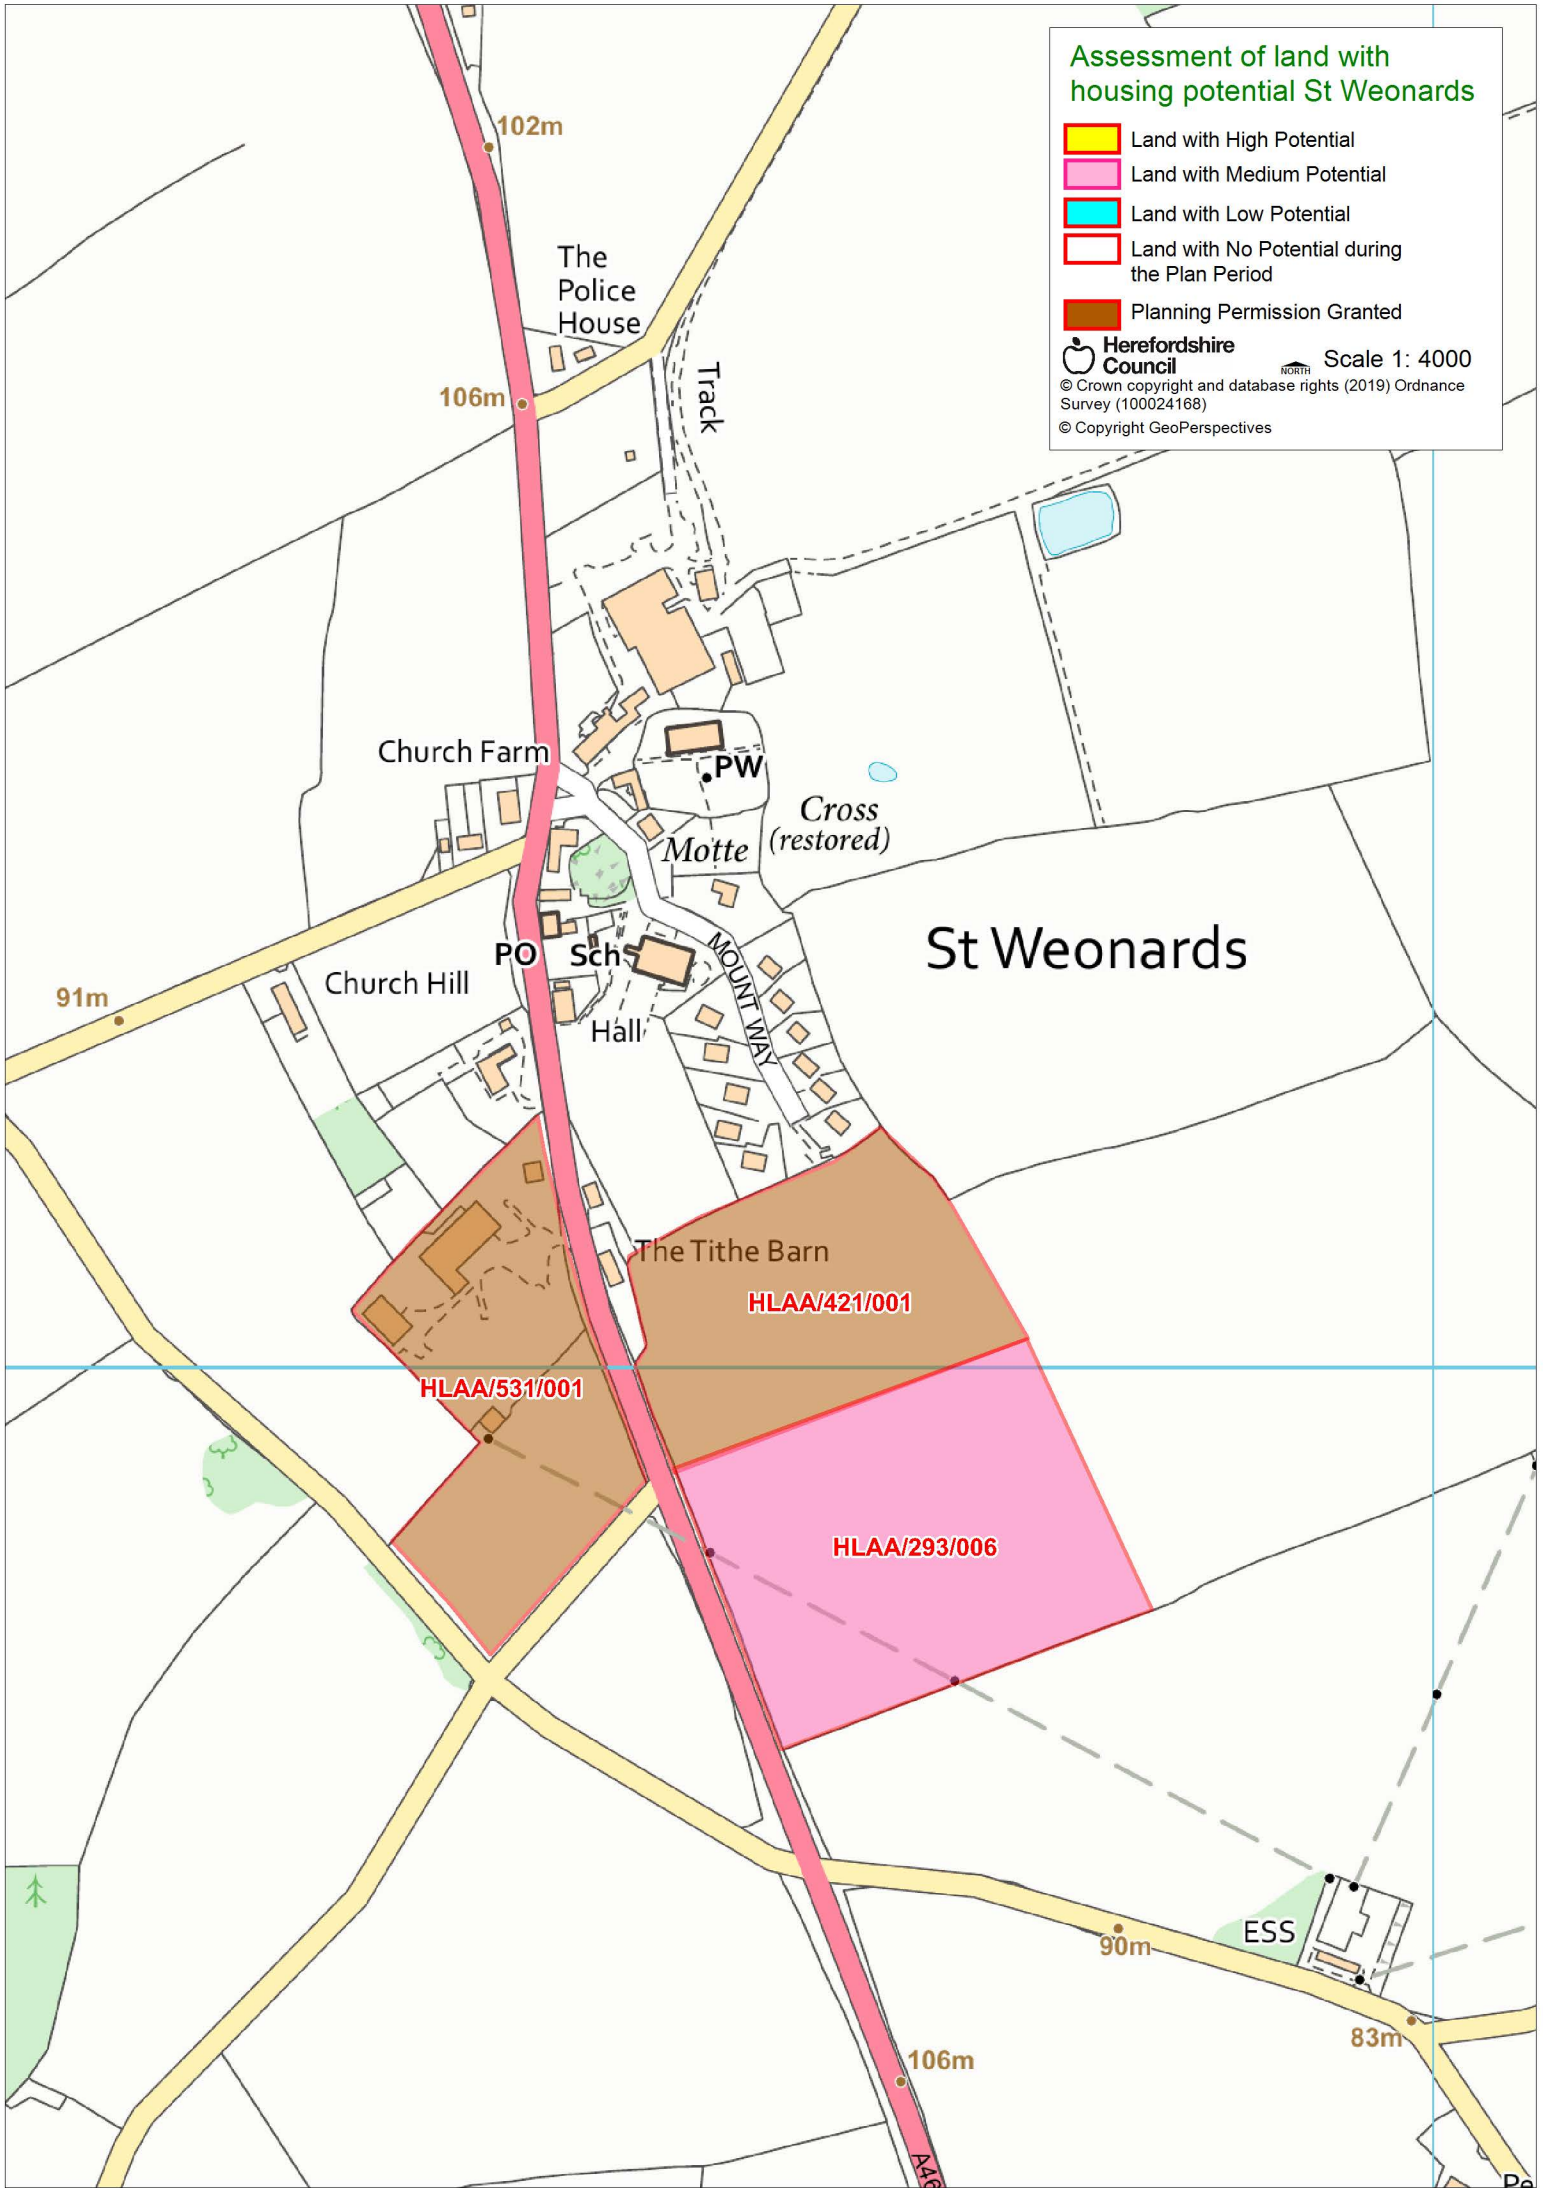 Assessment of land with
housing potential St Weonards
Land with High Potential
Land with Medium Potential
Land with Low Potential
Land with No Potential during
the Plan Period
Planning Permission Granted
Herefordshire
Council
NORTH
Scale 1: 4000
© Crown copyright and database rights (2019) Ordnance
Survey (100024168)
© Copyright GeoPerspectives
102m
The
Police
House
106m
Track
Church Farm
PW
Cross
(restored)
Motte
St Weonards
PO
Sch
MOUNT WAY
Church Hill
91m
Hall
The Tithe Barn
HLAA/421/001
HLAA/531/001
HLAA/293/006
ESS
90m
83m
106m
A46
Pe